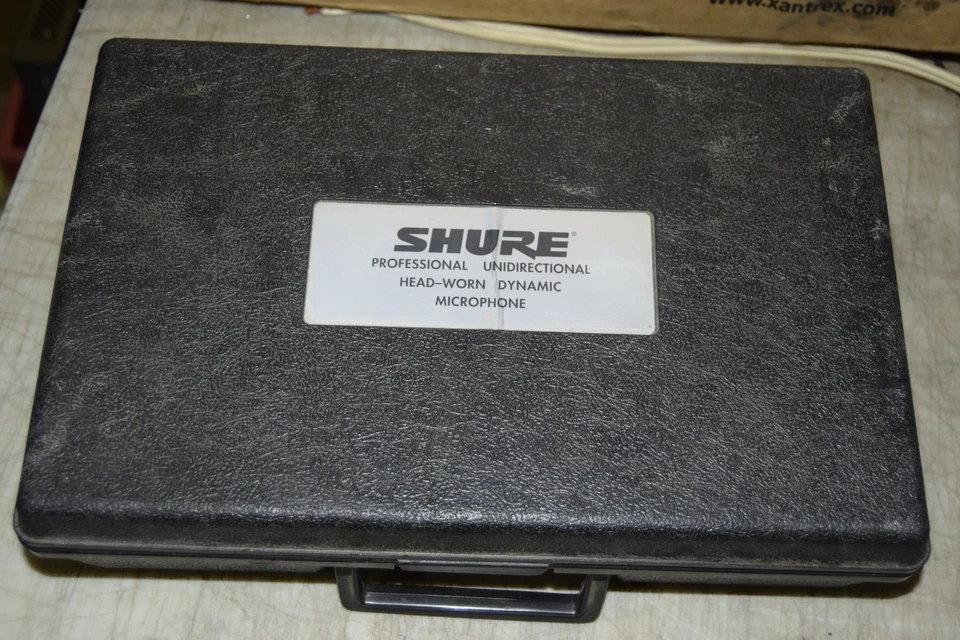 www.xantrex.com
SHURE®
PROFESSIONAL UNIDIRECTIONAL
HEAD-WORN DYNAMIC
MICROPHONE